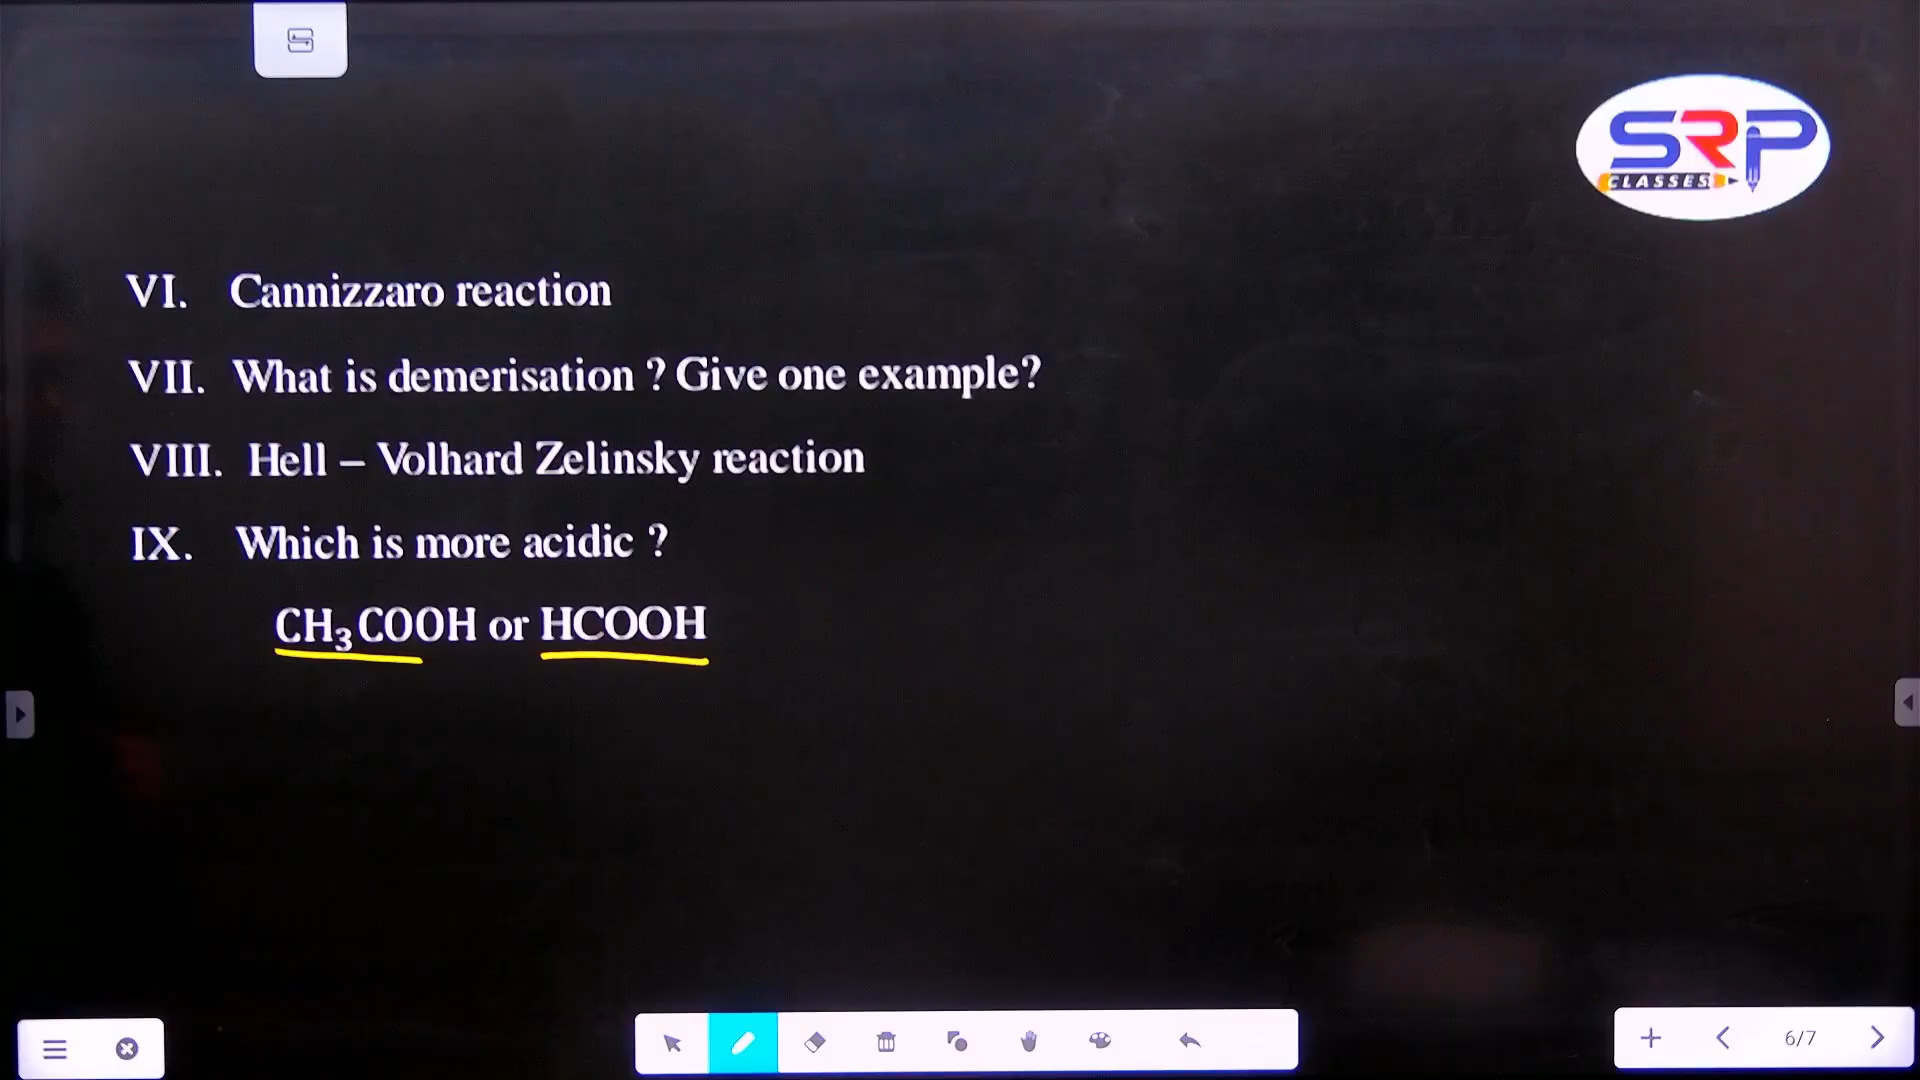 SRP
CLASSES
VI. Cannizzaro reaction
VII. What is demerisation ? Give one example?
VIII. Hell – Volhard Zelinsky reaction
IX. Which is more acidic ?
CH₃COOH or HCOOH
6/7